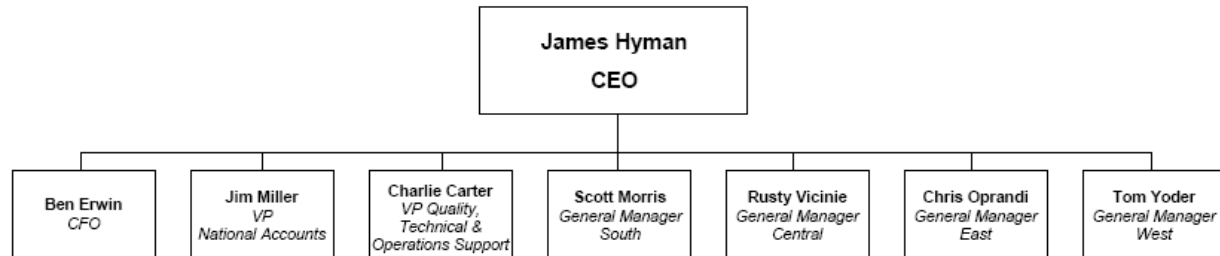 James Hyman
CEO
Ben Erwin
CFO
Jim Miller
VP
National Accounts
Charlie Carter
VP Quality,
Technical &
Operations Support
Scott Morris
General Manager
South
Rusty Vicinie
General Manager
Central
Chris Oprandi
General Manager
East
Tom Yoder
General Manager
West